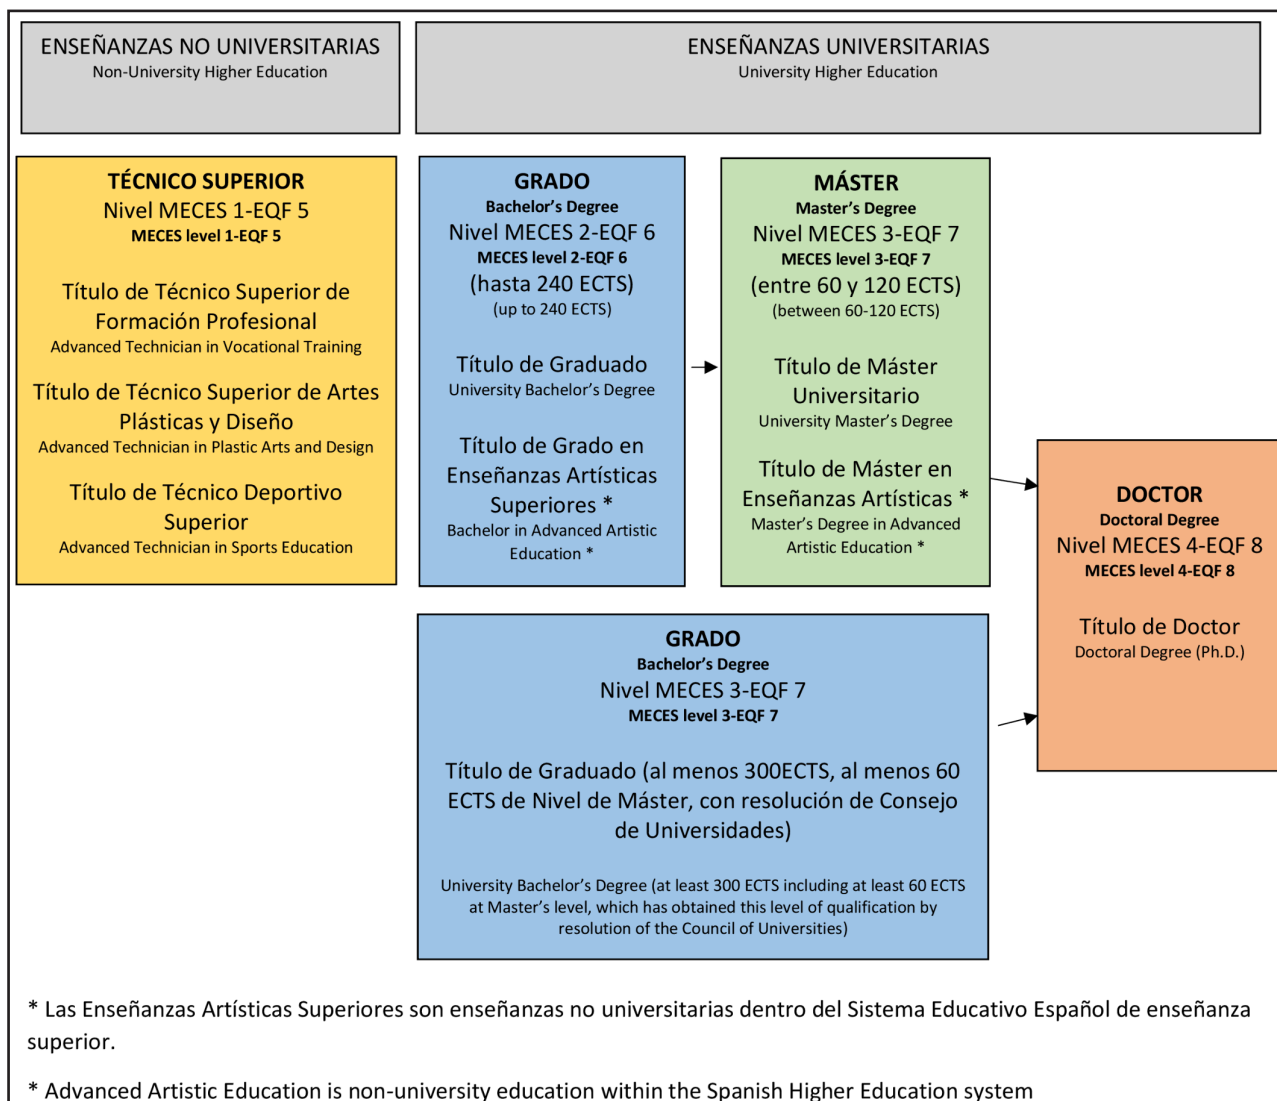 ENSEÑANZAS NO UNIVERSITARIAS
Non-University Higher Education
ENSEÑANZAS UNIVERSITARIAS
University Higher Education
TÉCNICO SUPERIOR
Nivel MECES 1-EQF 5
MECES level 1-EQF 5
Título de Técnico Superior de
Formación Profesional
Advanced Technician in Vocational Training
Título de Técnico Superior de Artes
Plásticas y Diseño
Advanced Technician in Plastic Arts and Design
Título de Técnico Deportivo
Superior
Advanced Technician in Sports Education
GRADO
Bachelor's Degree
Nivel MECES 2-EQF 6
MECES level 2-EQF 6
(hasta 240 ECTS)
(up to 240 ECTS)
Título de Graduado
University Bachelor's Degree
Título de Grado en
Enseñanzas Artísticas
Superiores *
Bachelor in Advanced Artistic
Education *
MÁSTER
Master's Degree
Nivel MECES 3-EQF 7
MECES level 3-EQF 7
(entre 60 y 120 ECTS)
(between 60-120 ECTS)
Título de Máster
Universitario
University Master's Degree
Título de Máster en
Enseñanzas Artísticas *
Master's Degree in Advanced
Artistic Education *
DOCTOR
Doctoral Degree
Nivel MECES 4-EQF 8
MECES level 4-EQF 8
Título de Doctor
Doctoral Degree (Ph.D.)
GRADO
Bachelor's Degree
Nivel MECES 3-EQF 7
MECES level 3-EQF 7
Título de Graduado (al menos 300ECTS, al menos 60
ECTS de Nivel de Máster, con resolución de Consejo
de Universidades)
University Bachelor's Degree (at least 300 ECTS including at least 60 ECTS
at Master's level, which has obtained this level of qualification by
resolution of the Council of Universities)
* Las Enseñanzas Artísticas Superiores son enseñanzas no universitarias dentro del Sistema Educativo Español de enseñanza
superior.
* Advanced Artistic Education is non-university education within the Spanish Higher Education system